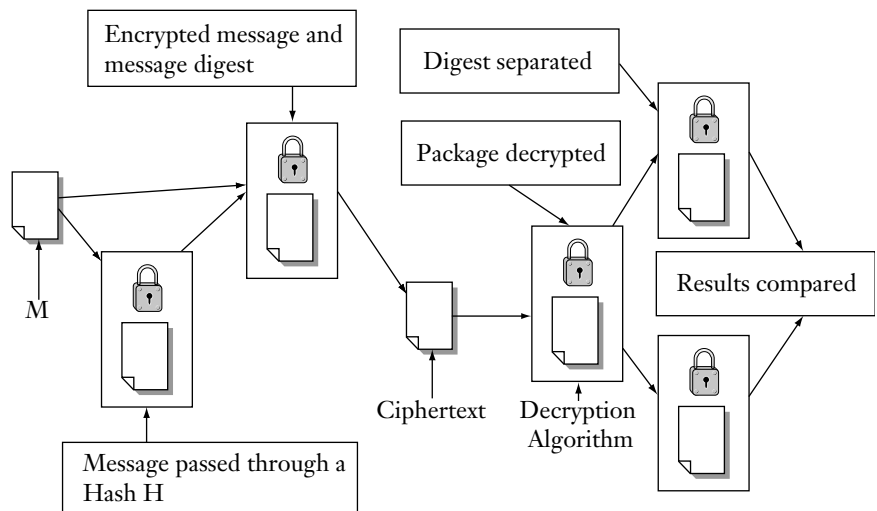 Encrypted message and
message digest
Digest separated
Package decrypted
M
Results compared
Ciphertext
Decryption
Algorithm
Message passed through a
Hash H